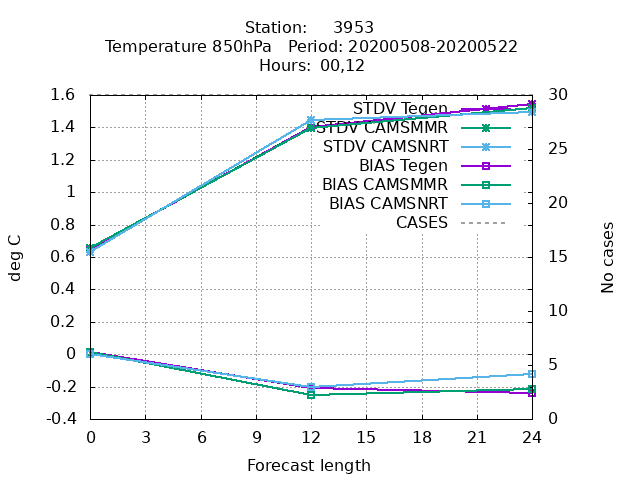 Station: 3953
Temperature 850hPa Period: 20200508-20200522
Hours: 00,12
1.6
1.4
1.2
1
0.8
0.6
0.4
0.2
0
-0.2
-0.4
deg C
STDV Tegen
STDV CAMSMMR
STDV CAMSNRT
BIAS Tegen
BIAS CAMSMMR
BIAS CAMSNRT
CASES
30
25
20
15
10
5
0
No cases
0 3 6 9 12 15 18 21 24
Forecast length